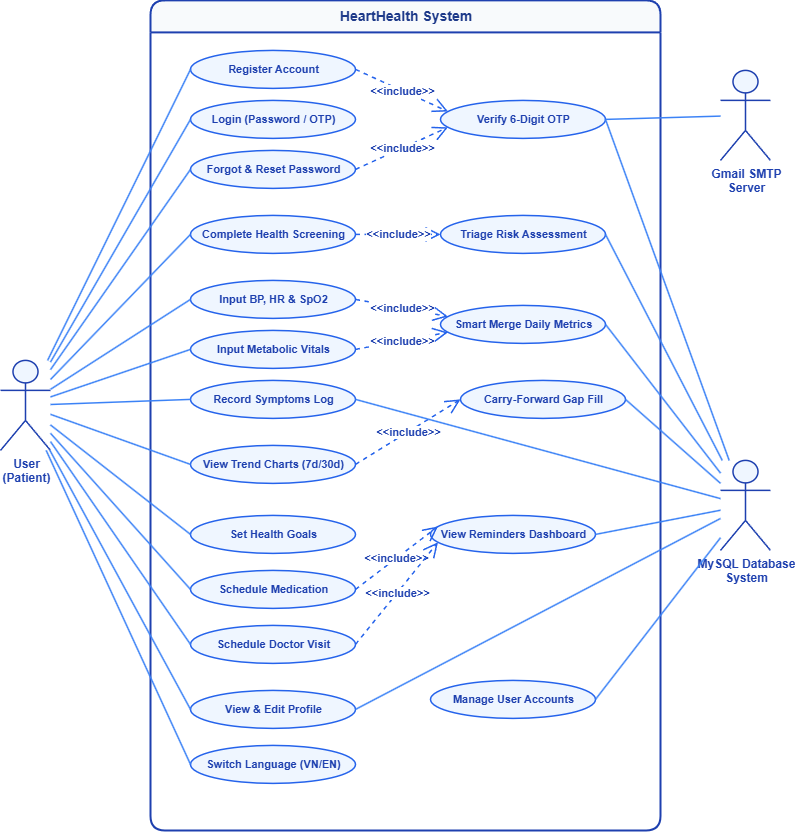 HeartHealth System
Register Account
<<include>>
Login (Password / OTP)
Verify 6-Digit OTP
<<include>>
Forgot & Reset Password
Gmail SMTP
Server
Complete Health Screening
<<include>>
Triage Risk Assessment
Input BP, HR & SpO2
<<include>>
Smart Merge Daily Metrics
<<include>>
Input Metabolic Vitals
Record Symptoms Log
Carry-Forward Gap Fill
<<include>>
User
(Patient)
View Trend Charts (7d/30d)
Set Health Goals
View Reminders Dashboard
<<include>>
MySQL Database
System
Schedule Medication
<<include>>
Schedule Doctor Visit
Manage User Accounts
View & Edit Profile
Switch Language (VN/EN)